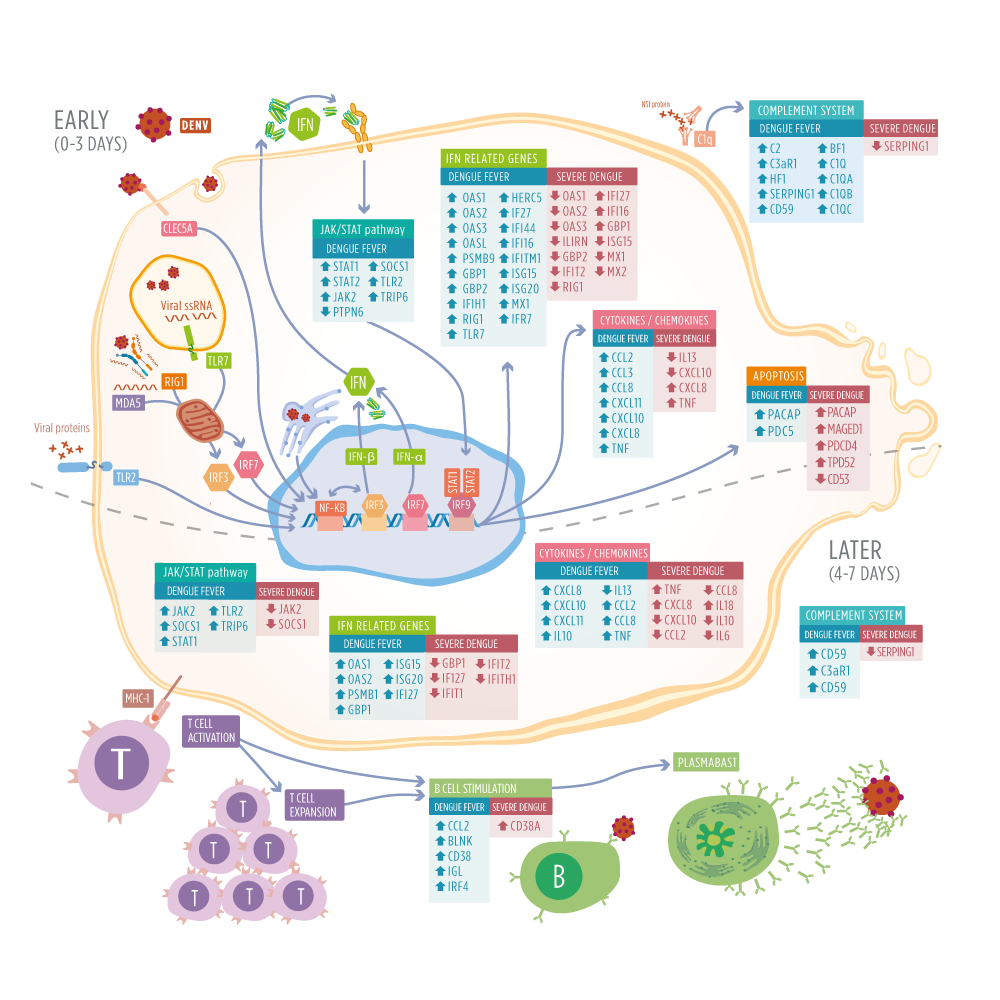 EARLY
(0-3 DAYS)
DENV
IFN
NS1 protein
C1q
COMPLEMENT SYSTEM
DENGUE FEVER
SEVERE DENGUE
C2
C3aR1
HF1
SERPING1
CD59
BF1
C1Q
C1QA
C1QB
C1QC
SERPING1
IFN RELATED GENES
DENGUE FEVER
SEVERE DENGUE
OAS1
OAS2
OAS3
OASL
PSMB9
GBP1
GBP2
IFIH1
RIG1
TLR7
HERC5
IF27
IFI44
IFI16
IFITM1
ISG15
ISG20
MX1
IFR7
OAS1
OAS2
OAS3
ILIRN
GBP2
IFIT2
RIG1
IFI27
IFI16
GBP1
ISG15
MX1
MX2
JAK/STAT pathway
DENGUE FEVER
STAT1
STAT2
JAK2
PTPN6
SOCS1
TLR2
TRIP6
CLEC5A
Viral ssRNA
TLR7
RIG1
MDA5
Viral proteins
TLR2
IRF3
IRF7
IFN
IFN-β
IFN-α
NF-KB
IRF3
IRF7
STAT1
STAT2
IRF9
CYTOKINES / CHEMOKINES
DENGUE FEVER
SEVERE DENGUE
CCL2
CCL3
CCL8
CXCL11
CXCL10
CXCL8
TNF
IL13
CXCL10
CXCL8
TNF
APOPTOSIS
DENGUE FEVER
SEVERE DENGUE
PACAP
PDC5
PACAP
MAGED1
PDCD4
TPD52
CD53
LATER
(4-7 DAYS)
JAK/STAT pathway
DENGUE FEVER
SEVERE DENGUE
JAK2
SOCS1
STAT1
TLR2
TRIP6
JAK2
SOCS1
IFN RELATED GENES
DENGUE FEVER
SEVERE DENGUE
OAS1
OAS2
PSMB1
GBP1
ISG15
ISG20
IFI27
GBP1
IF127
IFIT1
IFIT2
IFITH1
CYTOKINES / CHEMOKINES
DENGUE FEVER
SEVERE DENGUE
CXCL8
CXCL10
CXCL11
IL10
IL13
CCL2
CCL8
TNF
TNF
CXCL8
CXCL10
CCL2
CCL8
IL18
IL10
IL6
COMPLEMENT SYSTEM
DENGUE FEVER
SEVERE DENGUE
CD59
C3aR1
CD59
SERPING1
MHC-I
T
T CELL
ACTIVATION
T CELL
EXPANSION
T
T
T
T
T
T
B CELL STIMULATION
DENGUE FEVER
SEVERE DENGUE
CCL2
BLNK
CD38
IGL
IRF4
CD38A
B
PLASMABAST